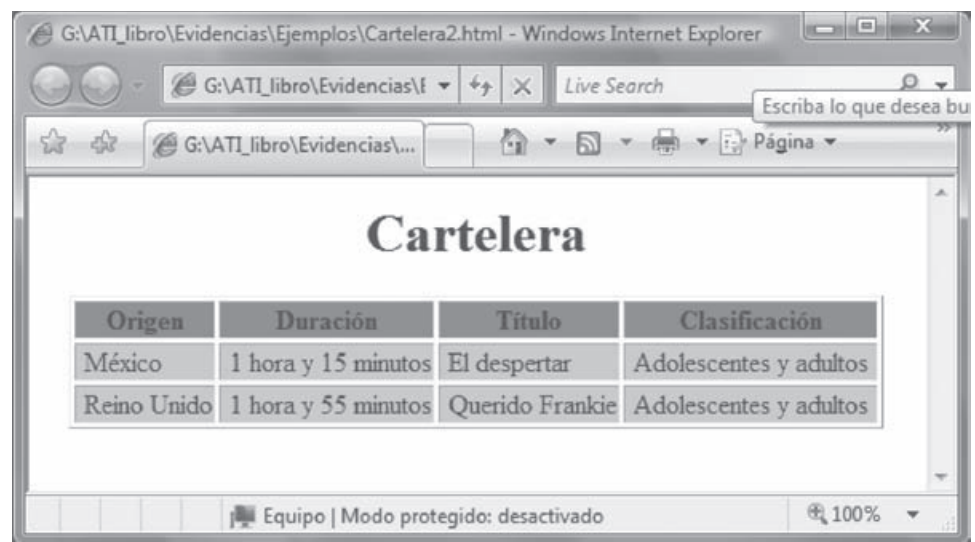 G:\ATI_libro\Evidencias\Ejemplos\Cartelera2.html - Windows Internet Explorer
G:\ATI_libro\Evidencias\E
Live Search
Escriba lo que desea bu
G:\ATI_libro\Evidencias\...
Página
Cartelera
Origen Duración Título Clasificación
México 1 hora y 15 minutos El despertar Adolescentes y adultos
Reino Unido 1 hora y 55 minutos Querido Frankie Adolescentes y adultos
Equipo | Modo protegido: desactivado 100%